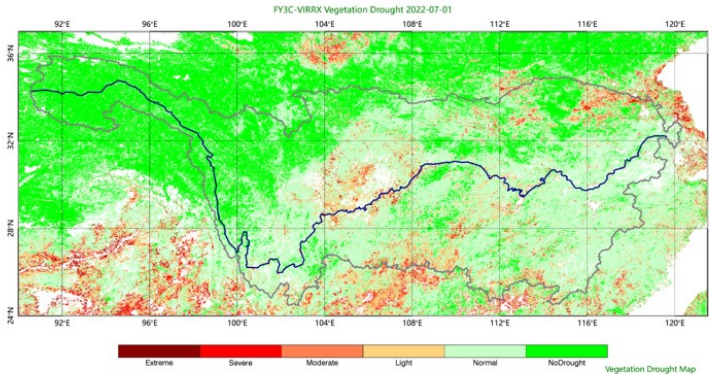 FY3C-VIRRX Vegetation Drought 2022-07-01
92°E 96°E 100°E 104°E 108°E 112°E 116°E 120°E
36°N
32°N
28°N
24°N
92°E 96°E 100°E 104°E 108°E 112°E 116°E 120°E
Extreme Severe Moderate Light Normal NoDrought
Vegetation Drought Map